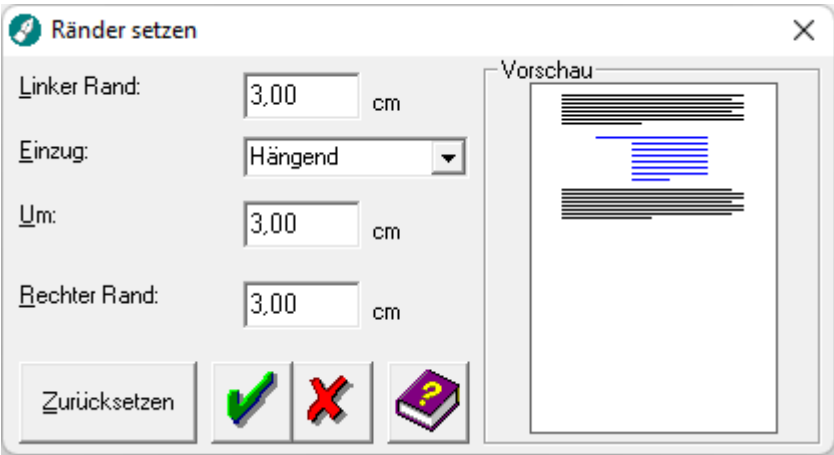 Ränder setzen
Linker Rand:
3,00
cm
Einzug:
Hängend
Um:
3,00
cm
Rechter Rand:
3,00
cm
Zurücksetzen
?
Vorschau